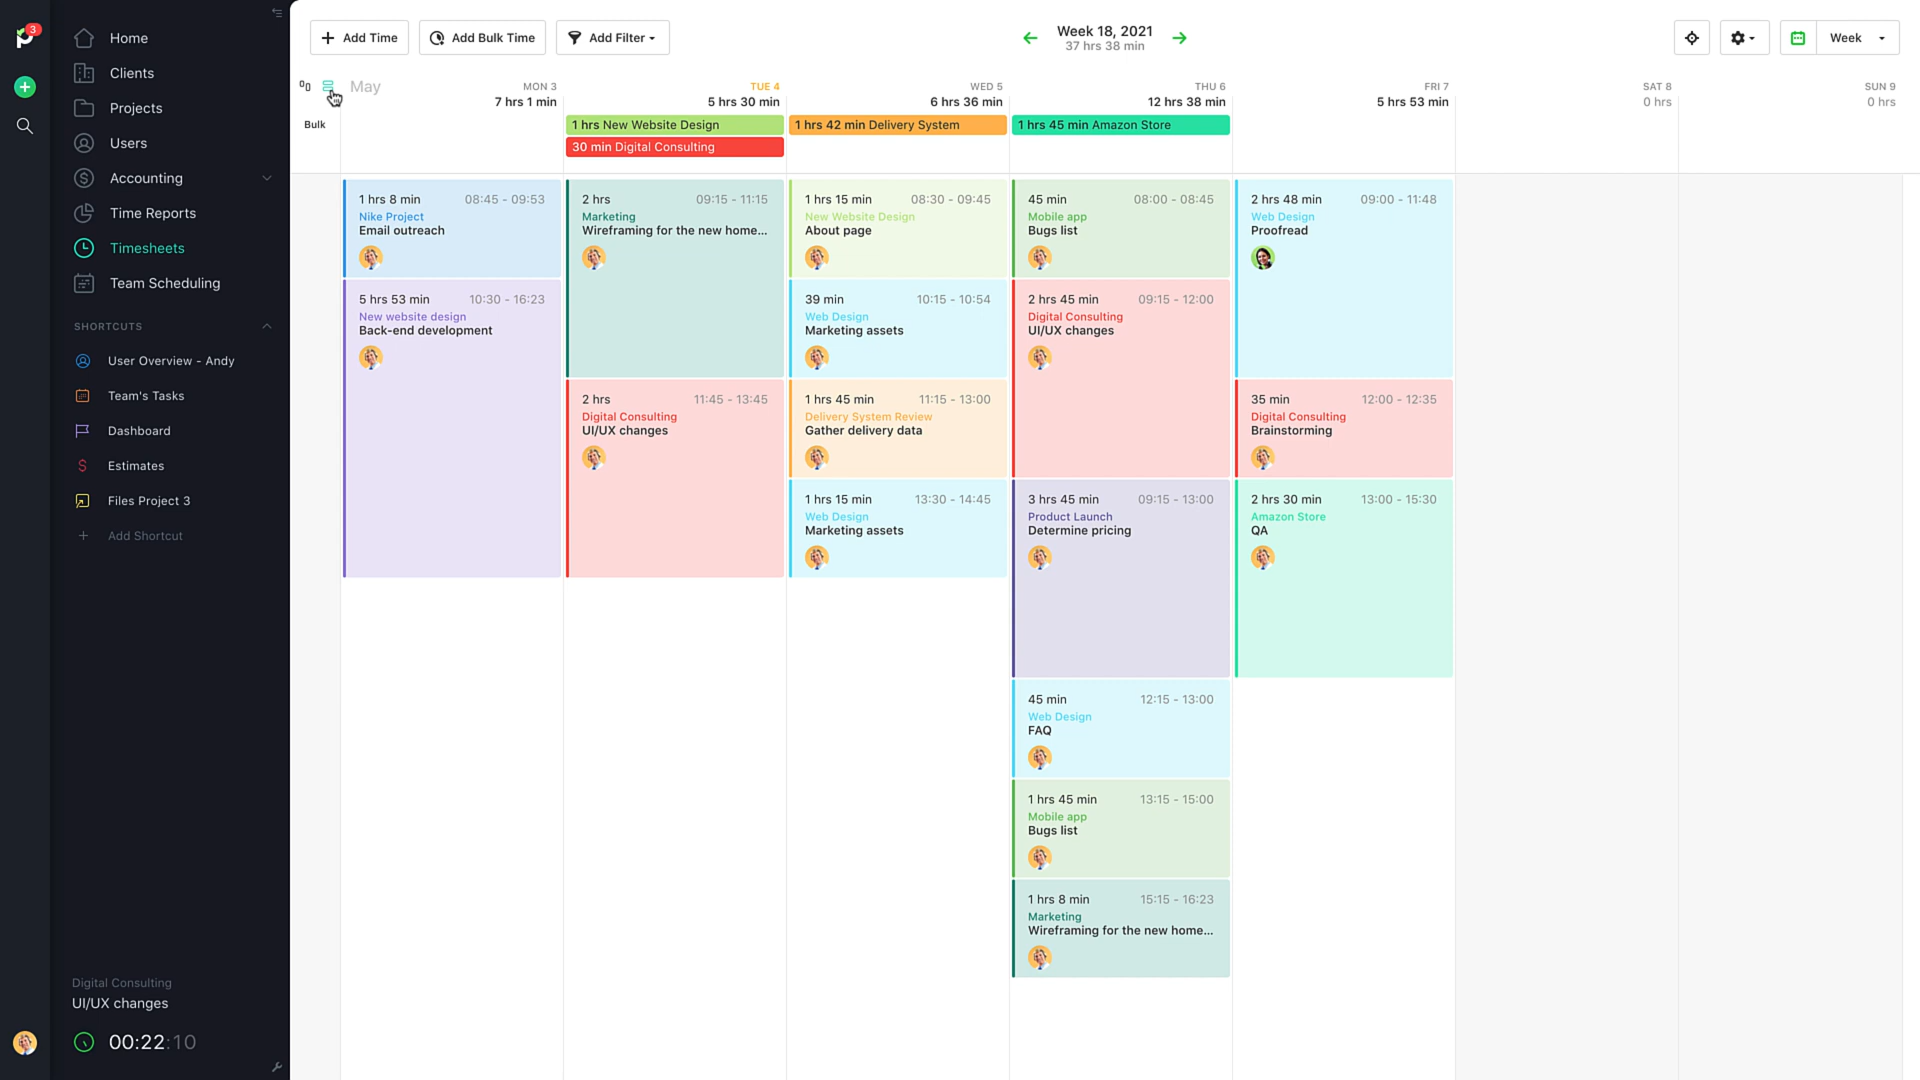 3
Home
Clients
Projects
Users
Accounting
Time Reports
Timesheets
Team Scheduling
SHORTCUTS
User Overview - Andy
Team's Tasks
Dashboard
Estimates
Files Project 3
Add Shortcut
Digital Consulting
UI/UX changes
00:22:10
Add Time
Add Bulk Time
Add Filter
Week 18, 2021
37 hrs 38 min
Week
May
MON 3
7 hrs 1 min
TUE 4
5 hrs 30 min
WED 5
6 hrs 36 min
THU 6
12 hrs 38 min
FRI 7
5 hrs 53 min
SAT 8
0 hrs
SUN 9
0 hrs
Bulk
1 hrs New Website Design
30 min Digital Consulting
1 hrs 42 min Delivery System
1 hrs 45 min Amazon Store
1 hrs 8 min 08:45 - 09:53
Nike Project
Email outreach
5 hrs 53 min 10:30 - 16:23
New website design
Back-end development
2 hrs 09:15 - 11:15
Marketing
Wireframing for the new home...
2 hrs 11:45 - 13:45
Digital Consulting
UI/UX changes
1 hrs 15 min 08:30 - 09:45
New Website Design
About page
39 min 10:15 - 10:54
Web Design
Marketing assets
1 hrs 45 min 11:15 - 13:00
Delivery System Review
Gather delivery data
1 hrs 15 min 13:30 - 14:45
Web Design
Marketing assets
45 min 08:00 - 08:45
Mobile app
Bugs list
2 hrs 45 min 09:15 - 12:00
Digital Consulting
UI/UX changes
3 hrs 45 min 09:15 - 13:00
Product Launch
Determine pricing
45 min 12:15 - 13:00
Web Design
FAQ
1 hrs 45 min 13:15 - 15:00
Mobile app
Bugs list
1 hrs 8 min 15:15 - 16:23
Marketing
Wireframing for the new home...
2 hrs 48 min 09:00 - 11:48
Web Design
Proofread
35 min 12:00 - 12:35
Digital Consulting
Brainstorming
2 hrs 30 min 13:00 - 15:30
Amazon Store
QA